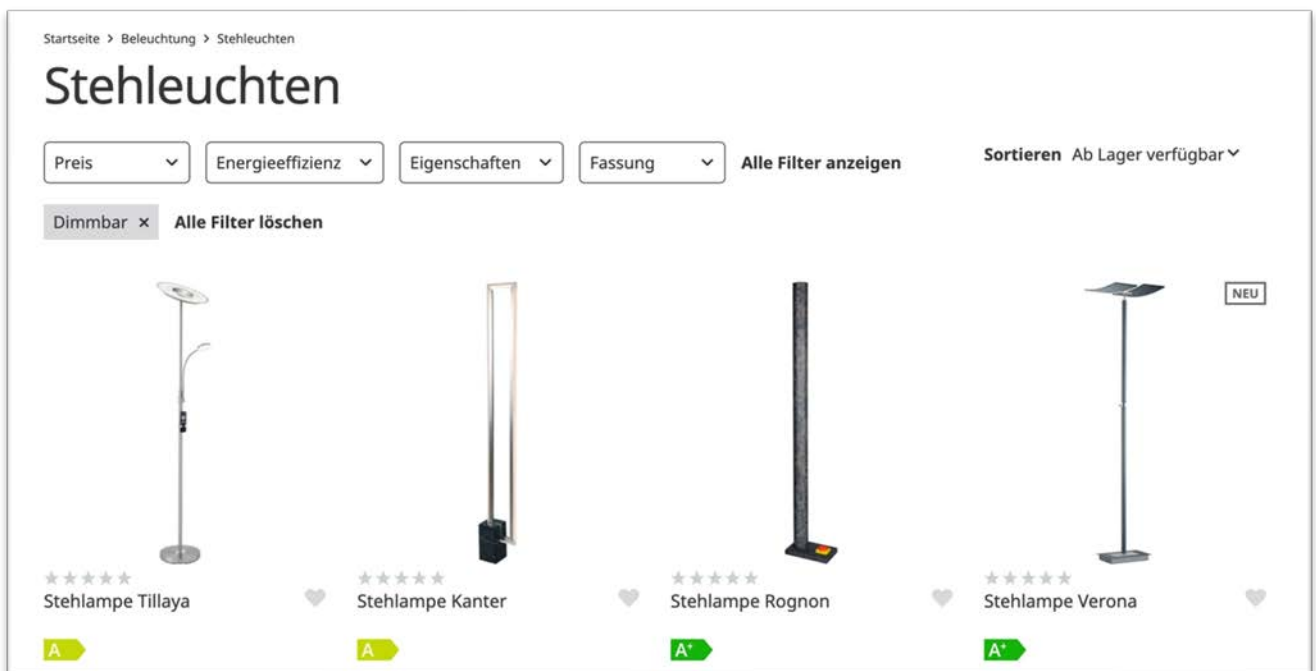 Startseite > Beleuchtung > Stehleuchten
Stehleuchten
Preis Energieeffizienz Eigenschaften Fassung Alle Filter anzeigen Sortieren Ab Lager verfügbar
Dimmbar × Alle Filter löschen
NEU
Stehlampe Tillaya Stehlampe Kanter Stehlampe Rognon Stehlampe Verona
A A A+ A+